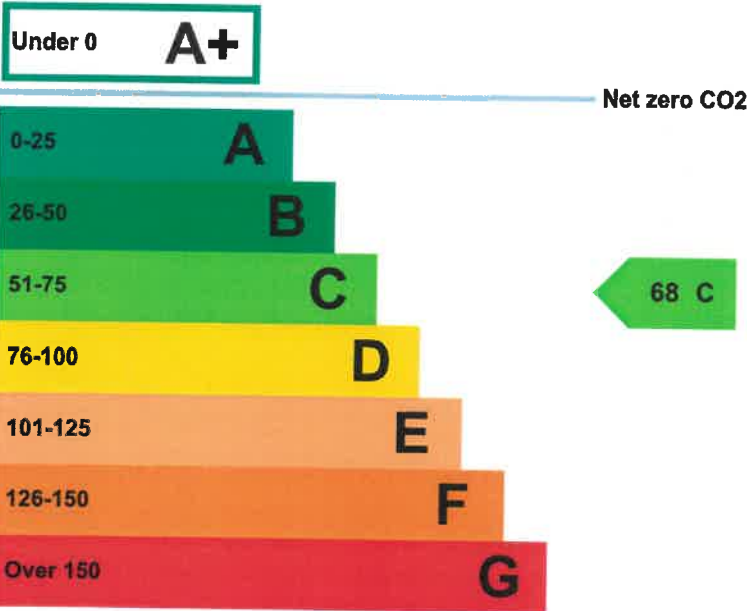 Under 0 A+
Net zero CO2
0-25 A
26-50 B
51-75 C
68 C
76-100 D
101-125 E
126-150 F
Over 150 G